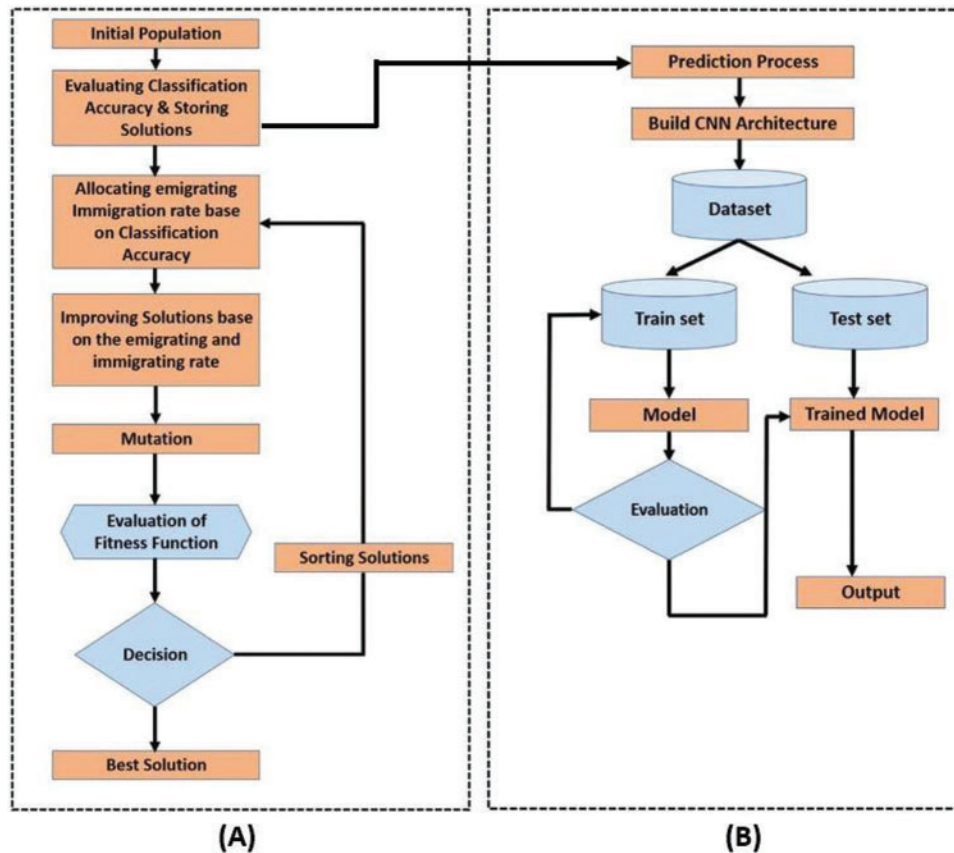 Initial Population
Evaluating Classification
Accuracy & Storing
Solutions
Allocating emigrating
Immigration rate base
on Classification
Accuracy
Improving Solutions base
on the emigrating and
immigrating rate
Mutation
Evaluation of
Fitness Function
Sorting Solutions
Decision
Best Solution
(A)
Prediction Process
Build CNN Architecture
Dataset
Train set
Test set
Model
Trained Model
Evaluation
Output
(B)